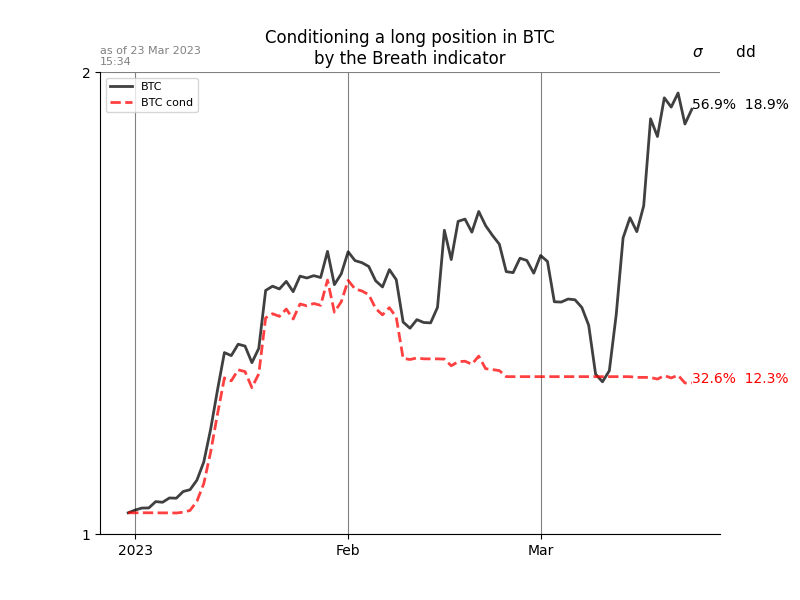 Conditioning a long position in BTC
by the Breath indicator
as of 23 Mar 2023
15:34
σ dd
2
BTC
BTC cond
56.9% 18.9%
32.6% 12.3%
1
2023 Feb Mar